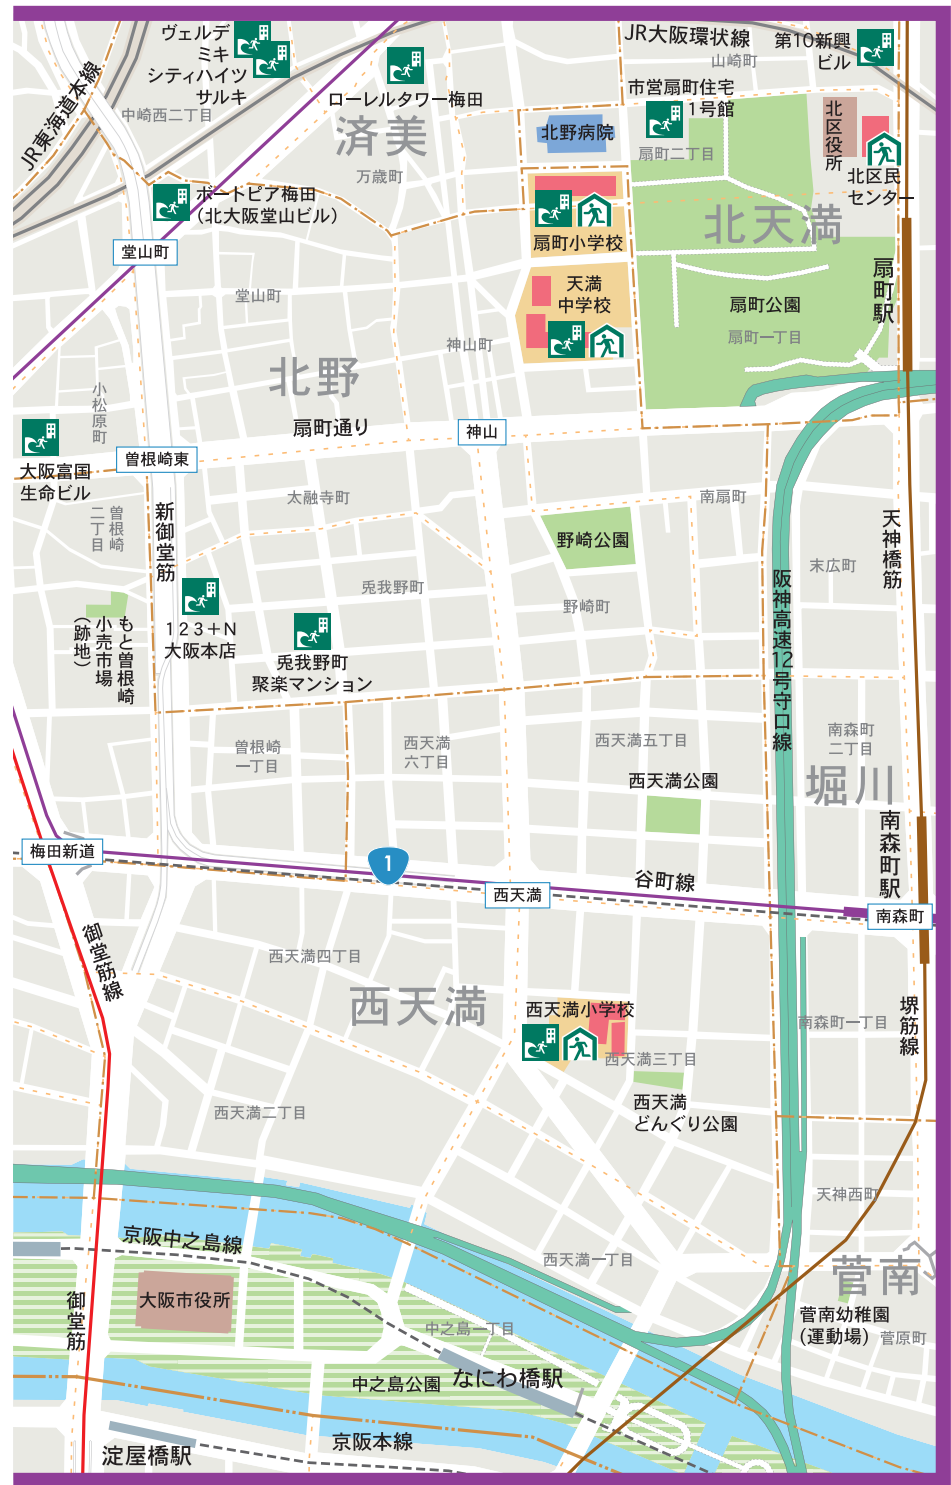 ヴェルデ
ミキ
シティハイツ
サルキ
中崎西二丁目
JR東海道本線
ローレルタワー梅田
済美
万歳町
JR大阪環状線
山崎町
第10新興
ビル
市営扇町住宅
1号館
北野病院
扇町二丁目
北区役所
北区民
センター
ボートピア梅田
(北大阪堂山ビル)
堂山町
扇町小学校
北天満
天満
中学校
扇町公園
扇町一丁目
扇町駅
堂山町
神山町
北野
小松原町
扇町通り
神山
大阪富国
生命ビル
曽根崎東
太融寺町
南扇町
曽根崎
二丁目
新御堂筋
野崎公園
天神橋筋
末広町
兎我野町
野崎町
阪神高速12号守口線
もと曽根崎
小売市場
(跡地)
123+N
大阪本店
兎我野町
聚楽マンション
曽根崎
一丁目
西天満
六丁目
西天満五丁目
南森町
二丁目
西天満公園
堀川
南森町駅
梅田新道
1
谷町線
西天満
南森町
御堂筋線
西天満四丁目
西天満
西天満小学校
西天満三丁目
南森町一丁目
堺筋線
西天満二丁目
西天満
どんぐり公園
天神西町
京阪中之島線
西天満一丁目
菅南
御堂筋
大阪市役所
中之島一丁目
菅南幼稚園
(運動場)
菅原町
中之島公園
なにわ橋駅
京阪本線
淀屋橋駅